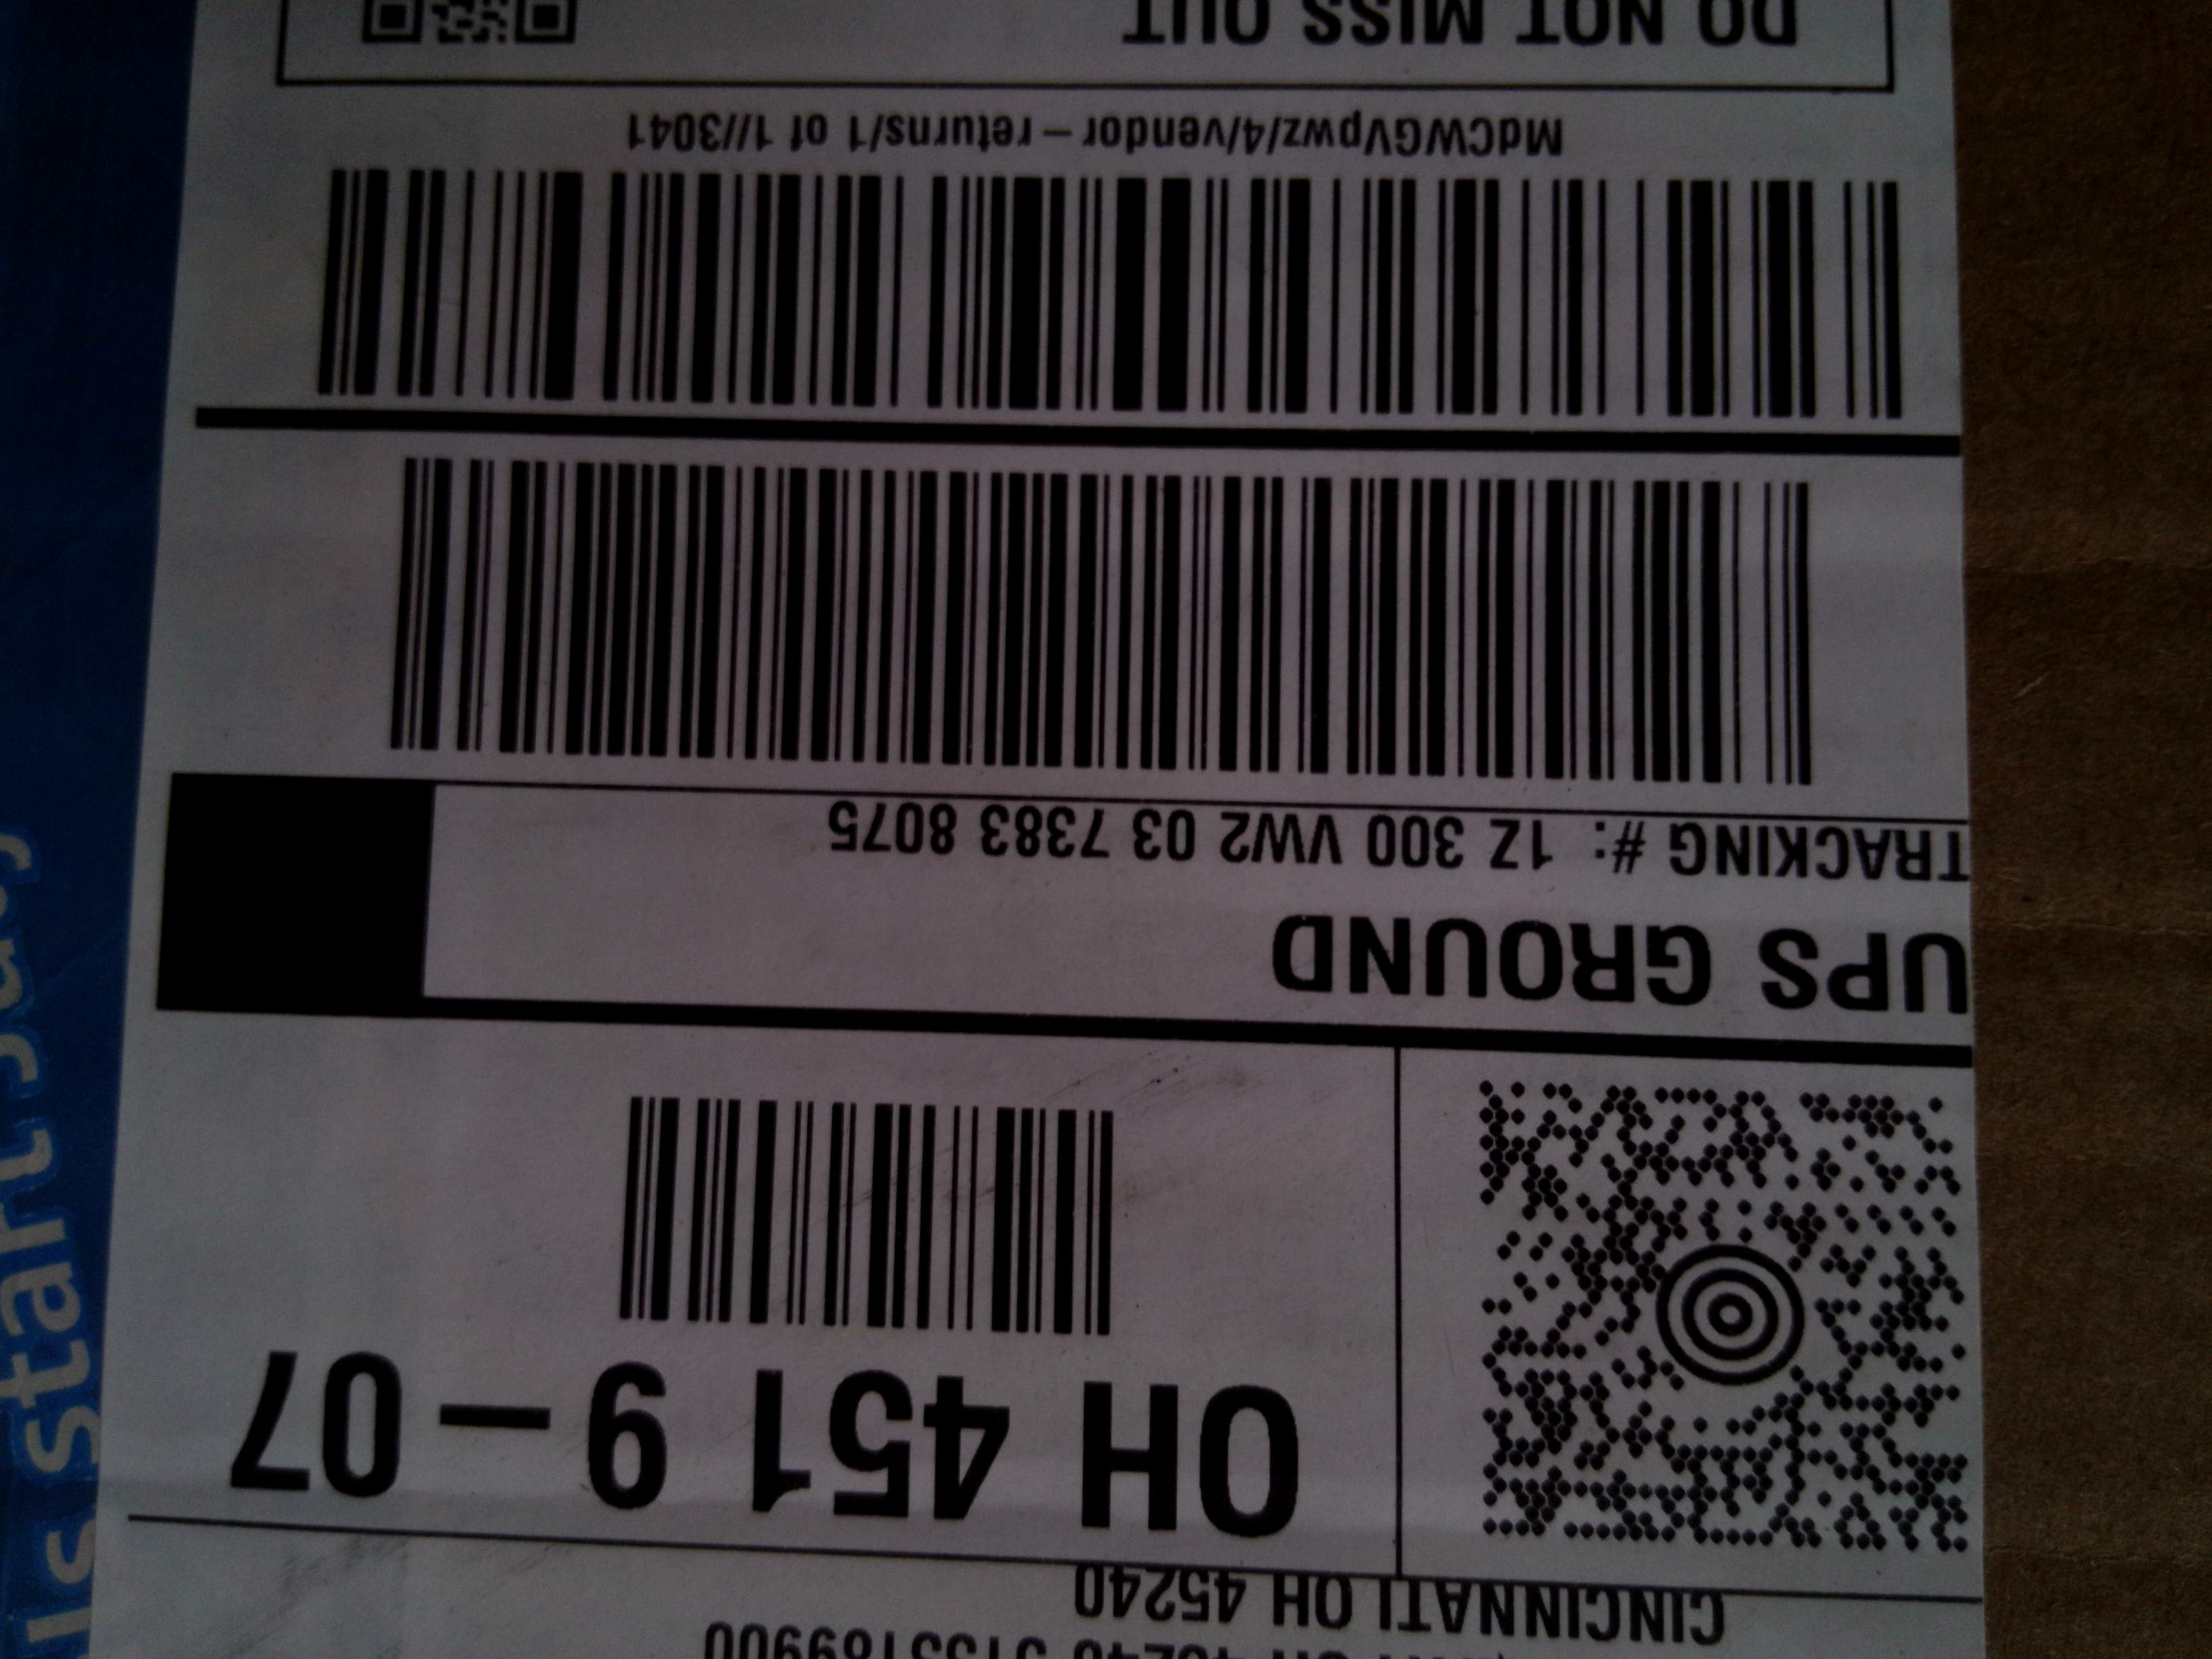 CINCINNATI OH 45240
OH 451 9 – 07
UPS GROUND
TRACKING #: 1Z 300 VW2 03 7383 8075
MdCWGVpwz/4/vendor – returns/1 of 1//3041
DO NOT MISS OUT
start